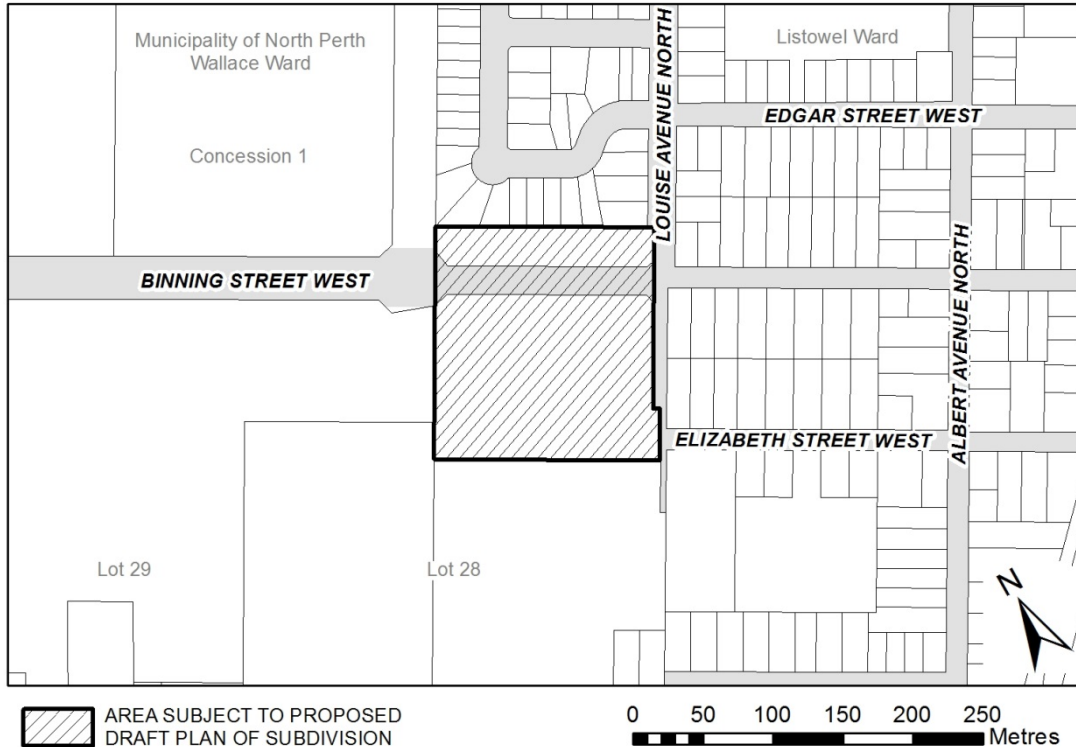 Municipality of North Perth
Wallace Ward
Listowel Ward
LOUISE AVENUE NORTH
EDGAR STREET WEST
Concession 1
BINNING STREET WEST
ALBERT AVENUE NORTH
ELIZABETH STREET WEST
Lot 29
Lot 28
N
AREA SUBJECT TO PROPOSED
DRAFT PLAN OF SUBDIVISION
0 50 100 150 200 250
Metres